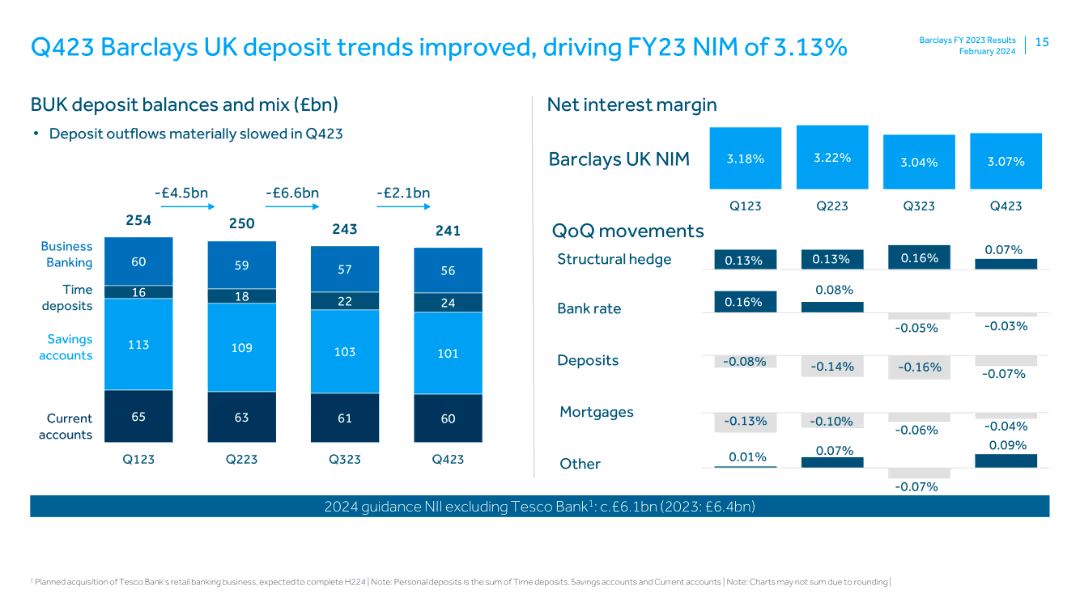 Q423 Barclays UK deposit trends improved, driving FY23 NIM of 3.13%
Barclays FY 2023 Results
February 2024
15
BUK deposit balances and mix (£bn)
• Deposit outflows materially slowed in Q423
-£4.5bn -£6.6bn -£2.1bn
254 250 243 241
Business
Banking
60 59 57 56
Time
deposits
16 18 22 24
Savings
accounts
113 109 103 101
Current
accounts
65 63 61 60
Q123 Q223 Q323 Q423
Net interest margin
Barclays UK NIM
3.18% 3.22% 3.04% 3.07%
Q123 Q223 Q323 Q423
QoQ movements
Structural hedge
0.13% 0.13% 0.16% 0.07%
Bank rate
0.16% 0.08% -0.05% -0.03%
Deposits
-0.08% -0.14% -0.16% -0.07%
Mortgages
-0.13% -0.10% -0.06% -0.04%
Other
0.01% 0.07% -0.07% 0.09%
2024 guidance NII excluding Tesco Bank¹: c.£6.1bn (2023: £6.4bn)
¹ Planned acquisition of Tesco Bank's retail banking business, expected to complete H224 | Note: Personal deposits is the sum of Time deposits, Savings accounts and Current accounts | Note: Charts may not sum due to rounding |